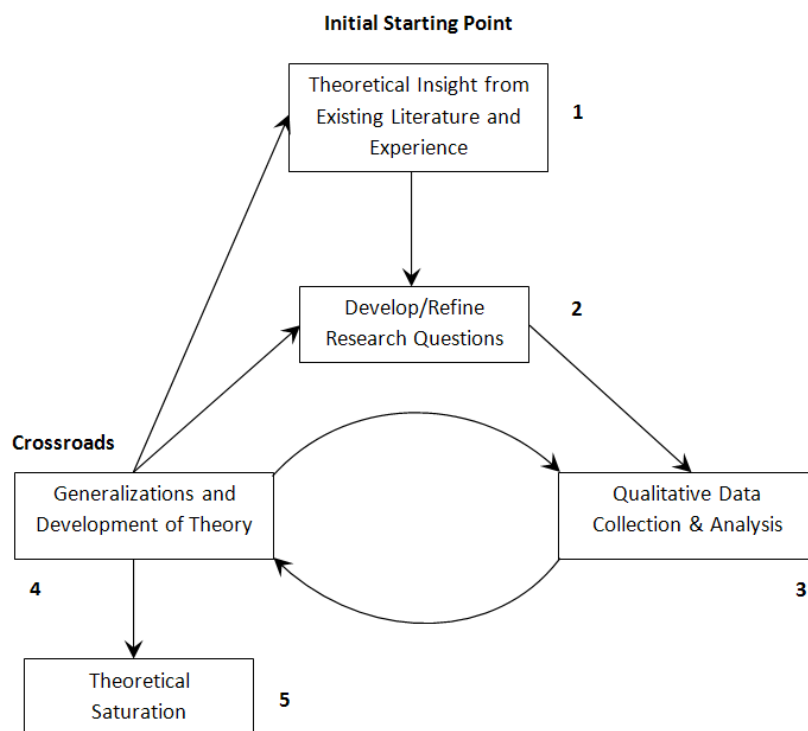 Initial Starting Point
Theoretical Insight from
Existing Literature and
Experience
1
Develop/Refine
Research Questions
2
Crossroads
Generalizations and
Development of Theory
4
Qualitative Data
Collection & Analysis
3
Theoretical
Saturation
5